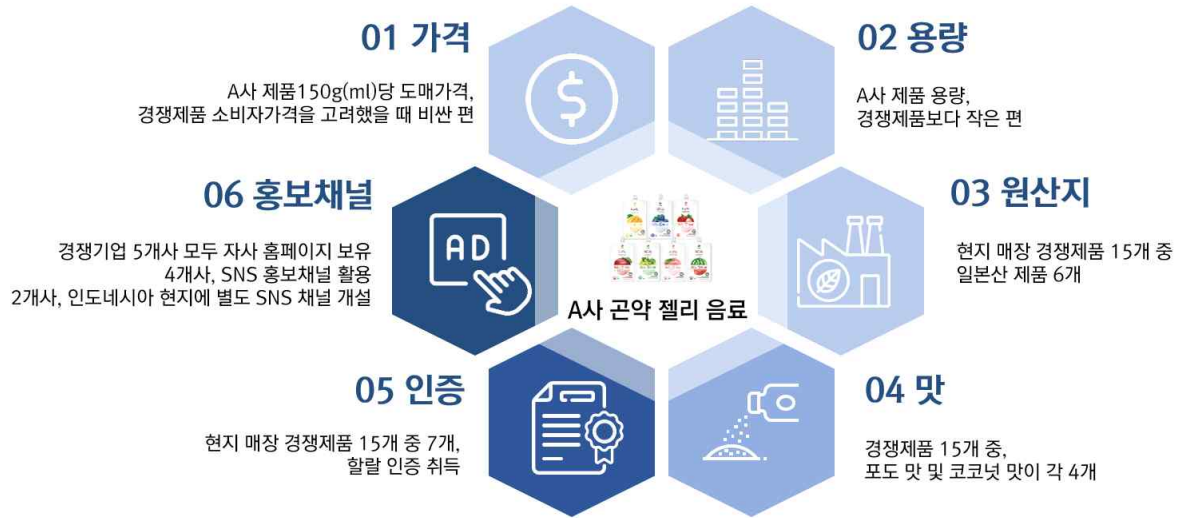 01 가격
A사 제품150g(ml)당 도매가격,
경쟁제품 소비자가격을 고려했을 때 비싼 편
02 용량
A사 제품 용량,
경쟁제품보다 작은 편
03 원산지
현지 매장 경쟁제품 15개 중
일본산 제품 6개
04 맛
경쟁제품 15개 중,
포도 맛 및 코코넛 맛이 각 4개
05 인증
현지 매장 경쟁제품 15개 중 7개,
할랄 인증 취득
06 홍보채널
경쟁기업 5개사 모두 자사 홈페이지 보유
4개사, SNS 홍보채널 활용
2개사, 인도네시아 현지에 별도 SNS 채널 개설
AD
$
A사 곤약 젤리 음료